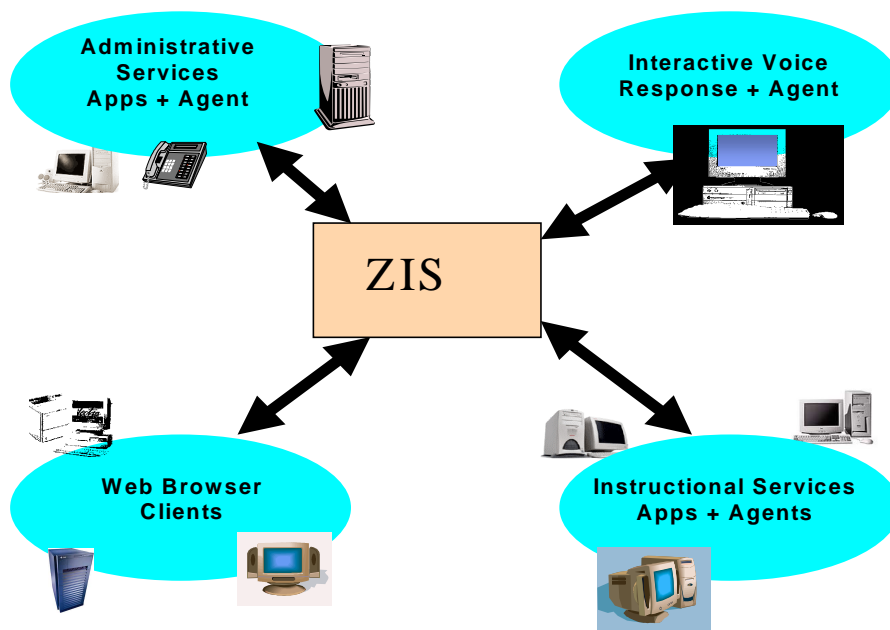 Administrative
Services
Apps + Agent
Interactive Voice
Response + Agent
ZIS
Web Browser
Clients
Instructional Services
Apps + Agents